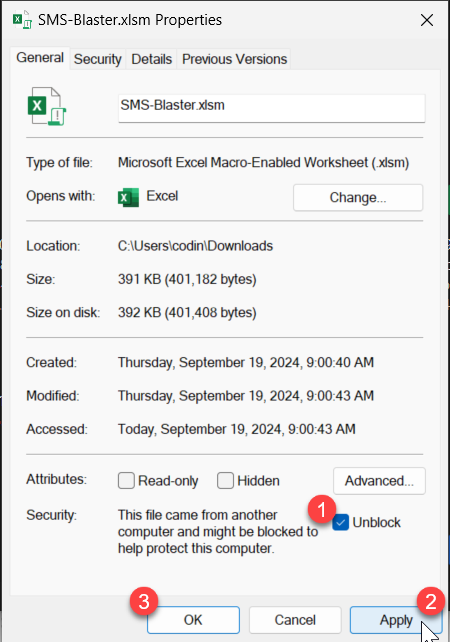 SMS-Blaster.xlsm Properties
General Security Details Previous Versions
SMS-Blaster.xlsm
Type of file: Microsoft Excel Macro-Enabled Worksheet (.xlsm)
Opens with: Excel Change...
Location: C:\Users\codin\Downloads
Size: 391 KB (401,182 bytes)
Size on disk: 392 KB (401,408 bytes)
Created: Thursday, September 19, 2024, 9:00:40 AM
Modified: Thursday, September 19, 2024, 9:00:43 AM
Accessed: Today, September 19, 2024, 9:00:43 AM
Attributes: Read-only Hidden Advanced...
Security: This file came from another
computer and might be blocked to
help protect this computer.
1 Unblock
3 OK Cancel Apply 2